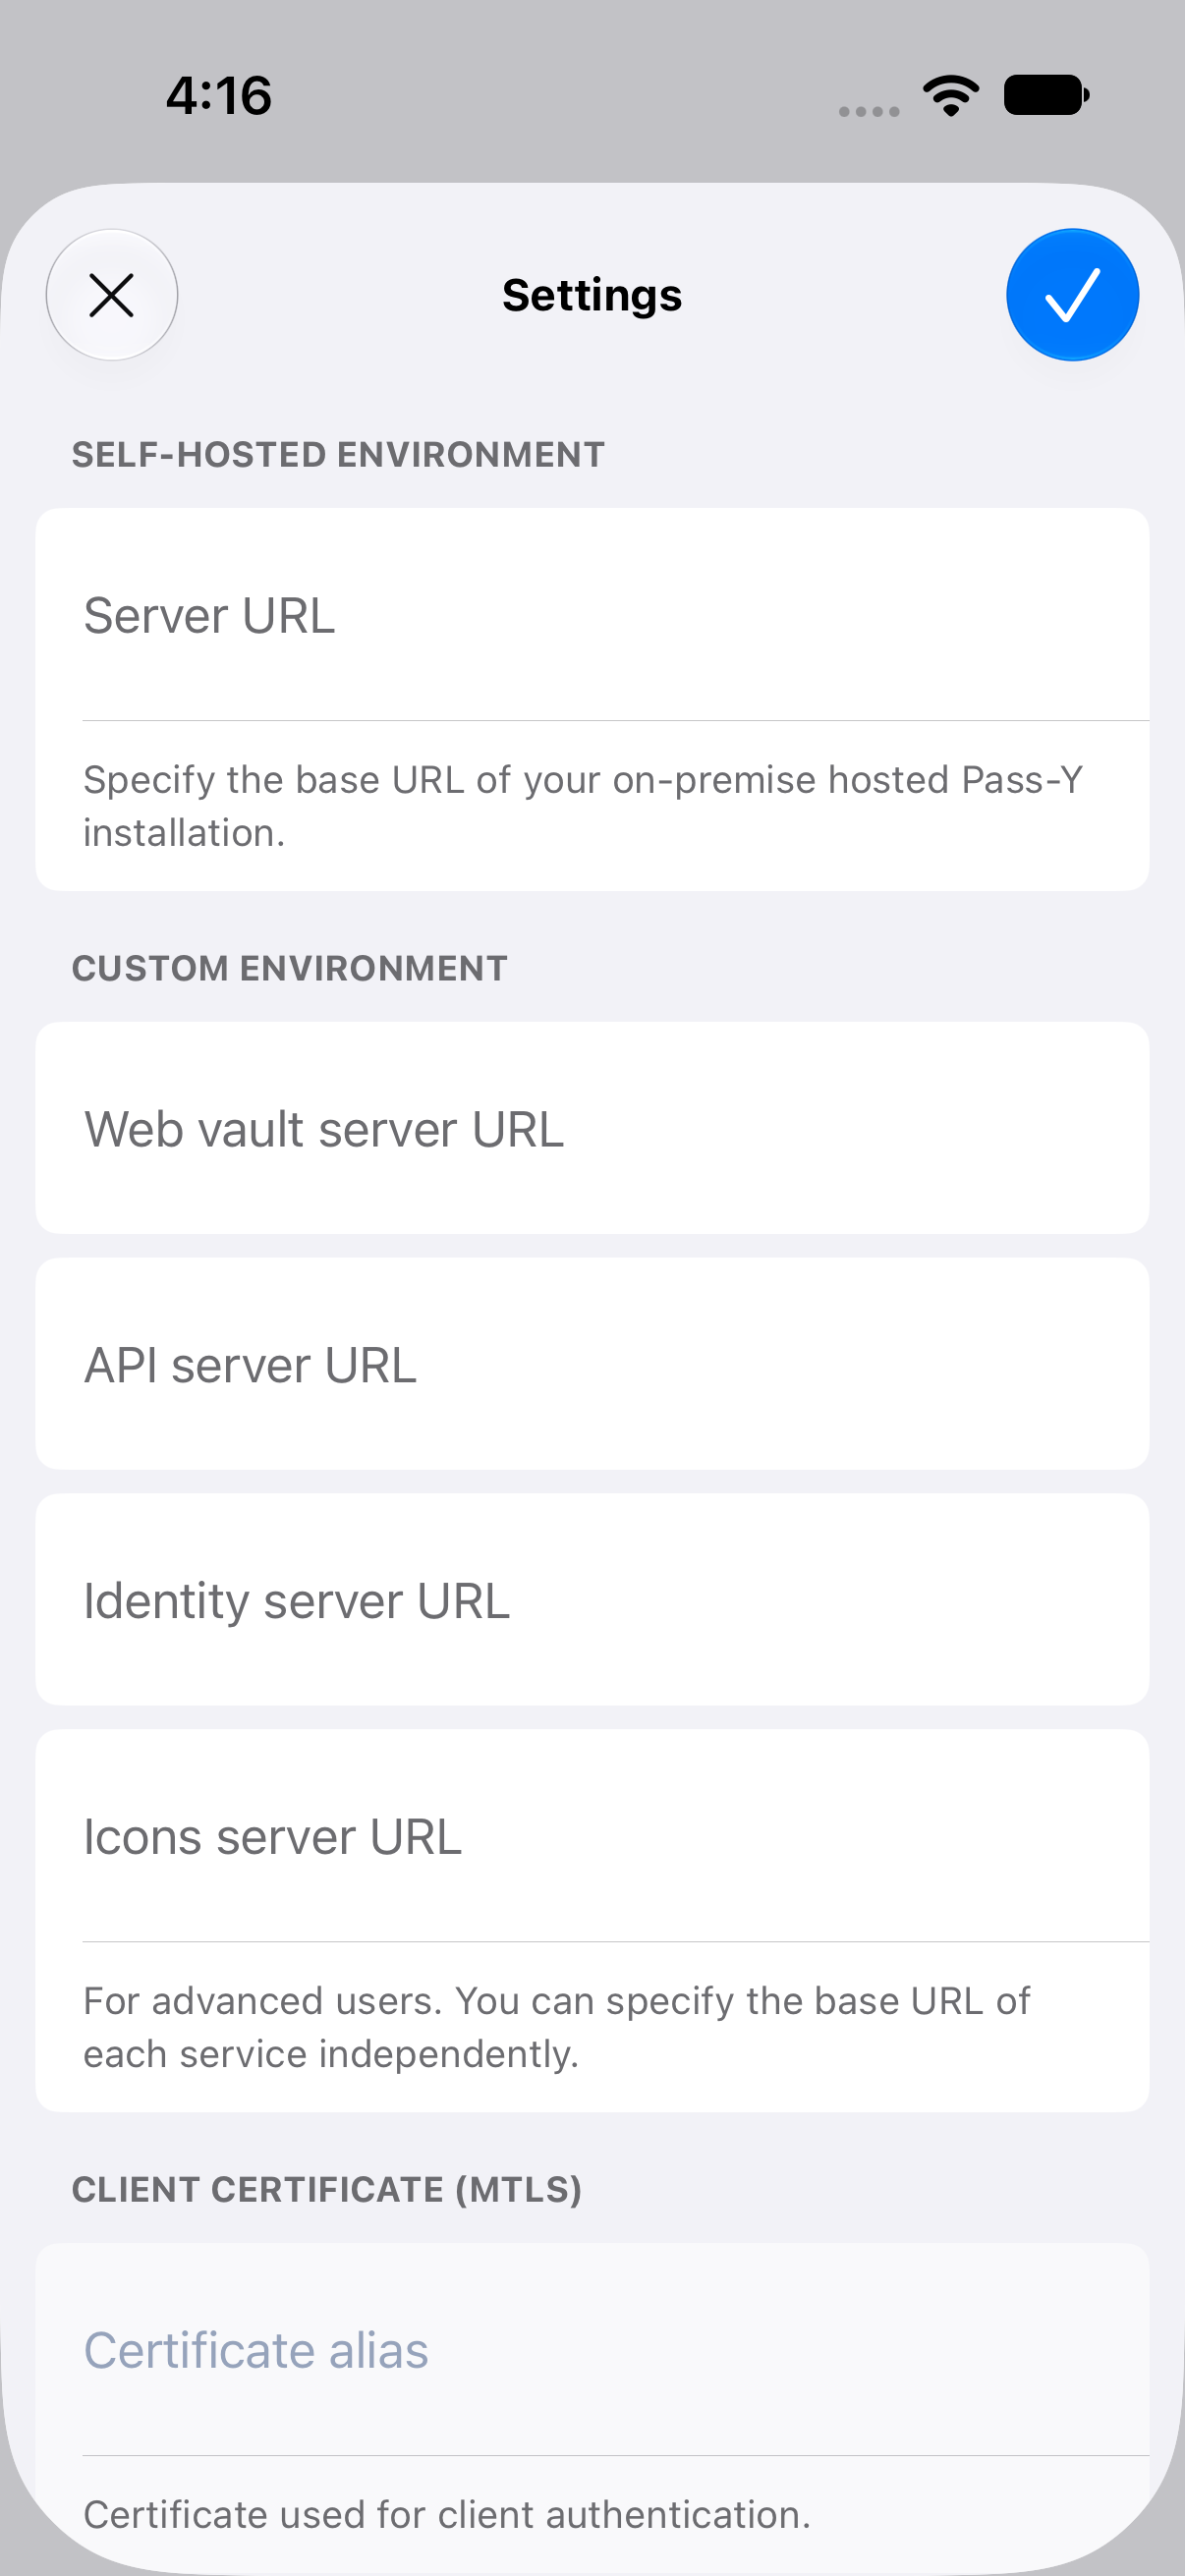 4:16
Settings
SELF-HOSTED ENVIRONMENT
Server URL
Specify the base URL of your on-premise hosted Pass-Y
installation.
CUSTOM ENVIRONMENT
Web vault server URL
API server URL
Identity server URL
Icons server URL
For advanced users. You can specify the base URL of
each service independently.
CLIENT CERTIFICATE (MTLS)
Certificate alias
Certificate used for client authentication.